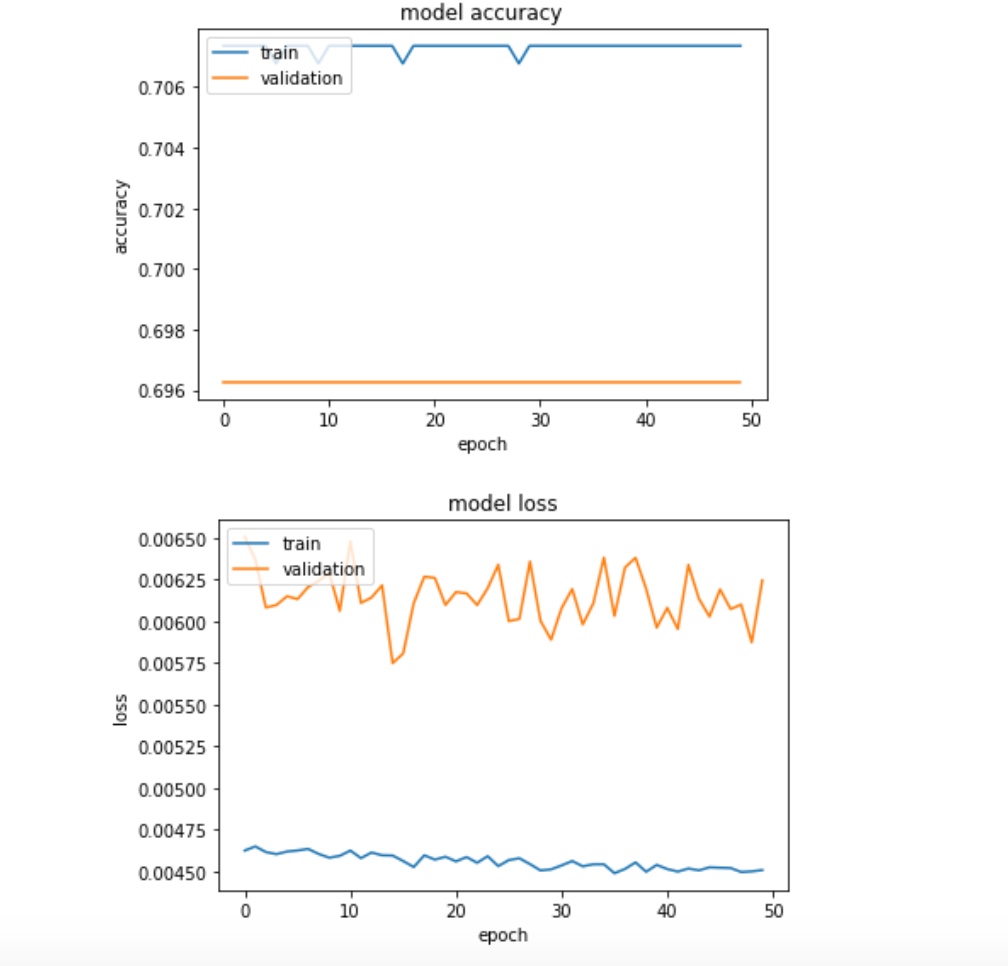 model accuracy
train
validation
0.706
0.704
0.702
0.700
0.698
0.696
accuracy
0 10 20 30 40 50
epoch
model loss
train
validation
0.00650
0.00625
0.00600
0.00575
0.00550
0.00525
0.00500
0.00475
0.00450
loss
0 10 20 30 40 50
epoch